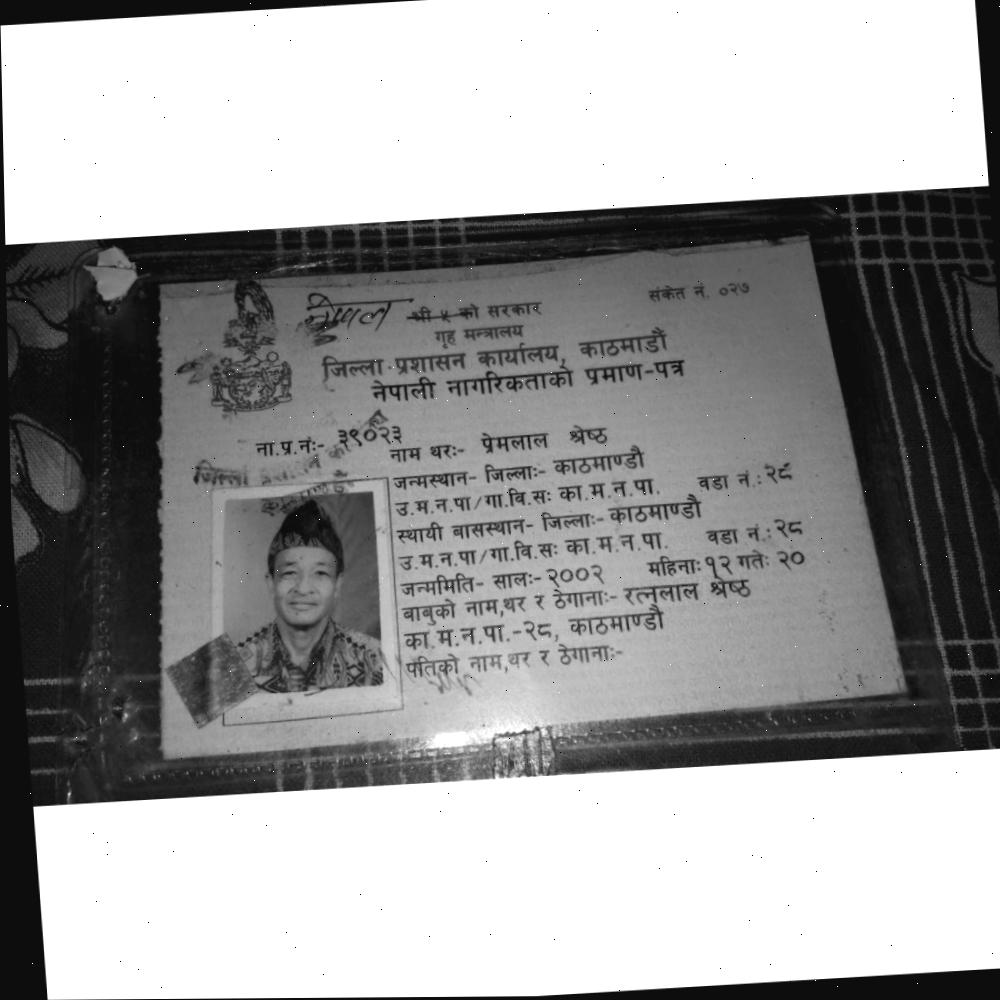 संकेत नं. ०२७
नेपाल श्री ५ को सरकार
गृह मन्त्रालय
जिल्ला प्रशासन कार्यालय, काठमाडौं
नेपाली नागरिकताको प्रमाण-पत्र
ना.प्र.नंः- ३९०२३
नाम थरः- प्रेमलाल श्रेष्ठ
जन्मस्थान- जिल्लाः- काठमाण्डौ
उ.म.न.पा/गा.वि.सः का.म.न.पा. वडा नं.: २८
स्थायी बासस्थान- जिल्लाः- काठमाण्डौ
उ.म.न.पा/गा.वि.सः का.म.न.पा. वडा नं.: २८
जन्ममिति- सालः- २००२ महिनाः १२ गतेः २०
बाबुको नाम,थर र ठेगानाः- रत्नलाल श्रेष्ठ
का.म.न.पा.-२८, काठमाण्डौ
पतिको नाम,थर र ठेगानाः-
जिल्ला प्रशासन